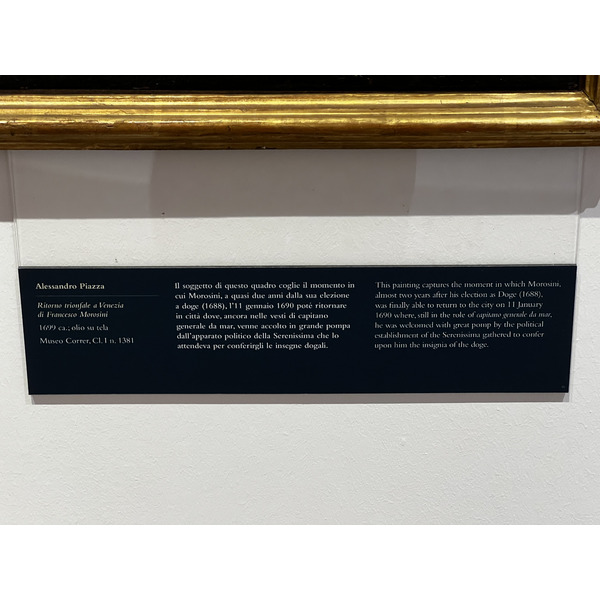 Alessandro Piazza
Ritorno trionfale a Venezia
di Francesco Morosini
1699 ca.; olio su tela
Museo Correr, Cl. I n. 1381
Il soggetto di questo quadro coglie il momento in
cui Morosini, a quasi due anni dalla sua elezione
a doge (1688), l'11 gennaio 1690 poté ritornare
in città dove, ancora nelle vesti di capitano
generale da mar, venne accolto in grande pompa
dall'apparato politico della Serenissima che lo
attendeva per conferirgli le insegne dogali.
This painting captures the moment in which Morosini,
almost two years after his election as Doge (1688),
was finally able to return to the city on 11 January
1690 where, still in the role of capitano generale da mar,
he was welcomed with great pomp by the political
establishment of the Serenissima gathered to confer
upon him the insignia of the doge.